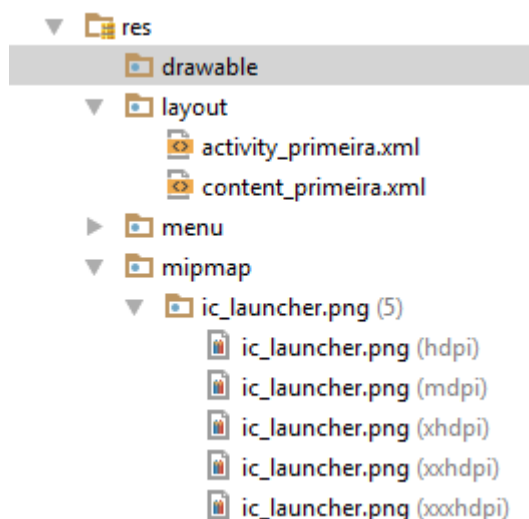 res
drawable
layout
activity_primeira.xml
content_primeira.xml
menu
mipmap
ic_launcher.png (5)
ic_launcher.png (hdpi)
ic_launcher.png (mdpi)
ic_launcher.png (xhdpi)
ic_launcher.png (xxhdpi)
ic_launcher.png (xxxhdpi)